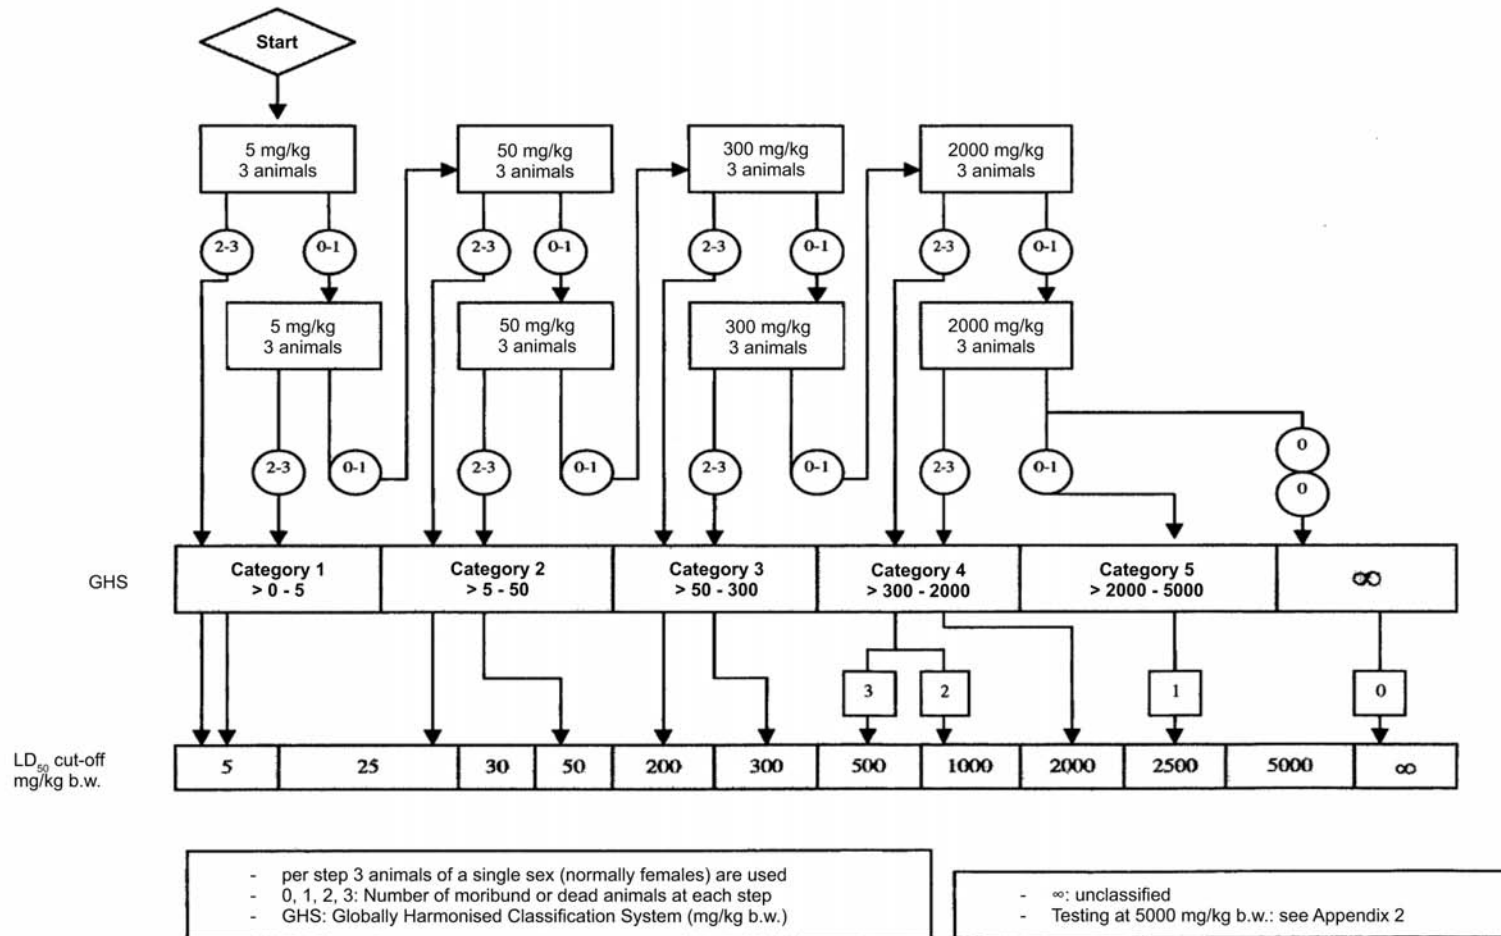 Start
5 mg/kg
3 animals
50 mg/kg
3 animals
300 mg/kg
3 animals
2000 mg/kg
3 animals
2-3
0-1
2-3
0-1
2-3
0-1
2-3
0-1
5 mg/kg
3 animals
50 mg/kg
3 animals
300 mg/kg
3 animals
2000 mg/kg
3 animals
2-3
0-1
2-3
0-1
2-3
0-1
2-3
0-1
0
0
GHS
Category 1
> 0 - 5
Category 2
> 5 - 50
Category 3
> 50 - 300
Category 4
> 300 - 2000
Category 5
> 2000 - 5000
∞
3
2
1
0
LD50 cut-off
mg/kg b.w.
5
25
30
50
200
300
500
1000
2000
2500
5000
∞
- per step 3 animals of a single sex (normally females) are used
- 0, 1, 2, 3: Number of moribund or dead animals at each step
- GHS: Globally Harmonised Classification System (mg/kg b.w.)
- ∞: unclassified
- Testing at 5000 mg/kg b.w.: see Appendix 2